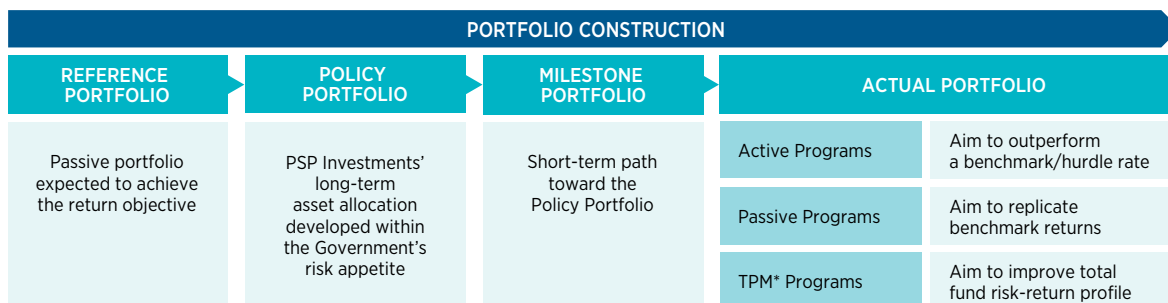 PORTFOLIO CONSTRUCTION
REFERENCE
PORTFOLIO
Passive portfolio
expected to achieve
the return objective
POLICY
PORTFOLIO
PSP Investments’
long-term
asset allocation
developed within
the Government’s
risk appetite
MILESTONE
PORTFOLIO
Short-term path
toward the
Policy Portfolio
ACTUAL PORTFOLIO
Active Programs
Aim to outperform
a benchmark/hurdle rate
Passive Programs
Aim to replicate
benchmark returns
TPM* Programs
Aim to improve total
fund risk-return profile